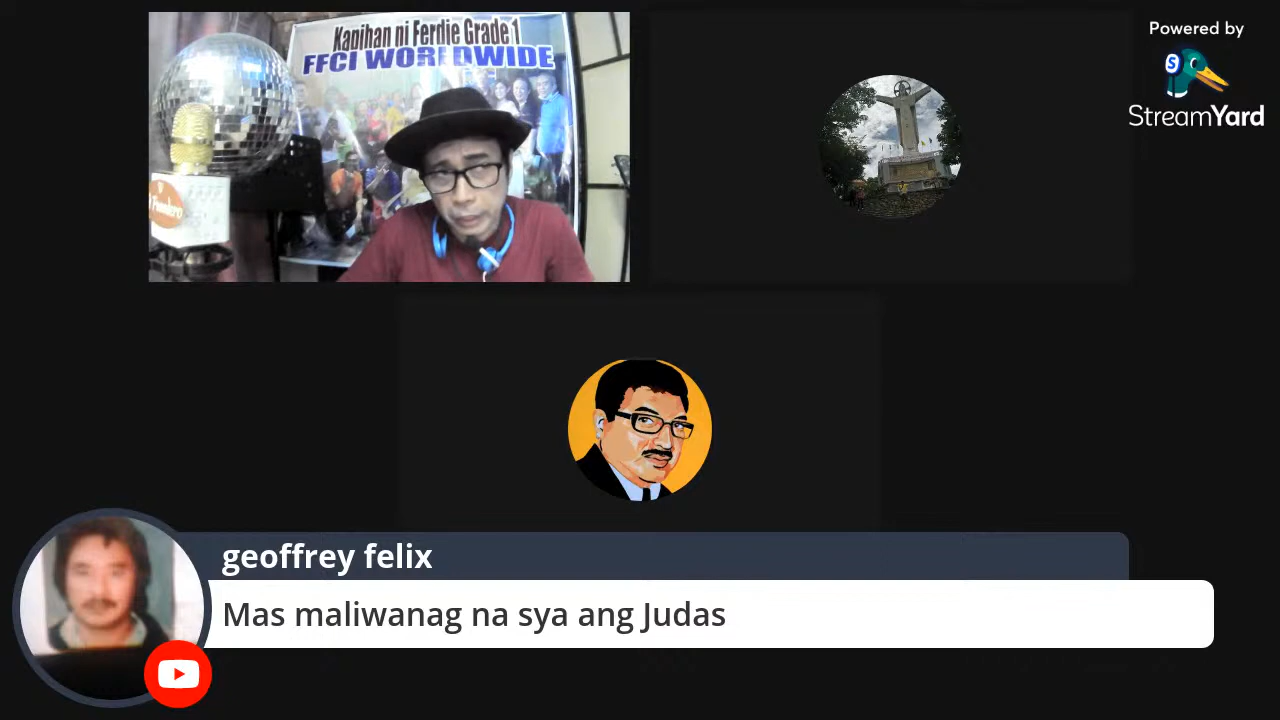 Kapihan ni Ferdie Grade 1
FFCI WORLDWIDE
Powered by
S
StreamYard
geoffrey felix
Mas maliwanag na sya ang Judas